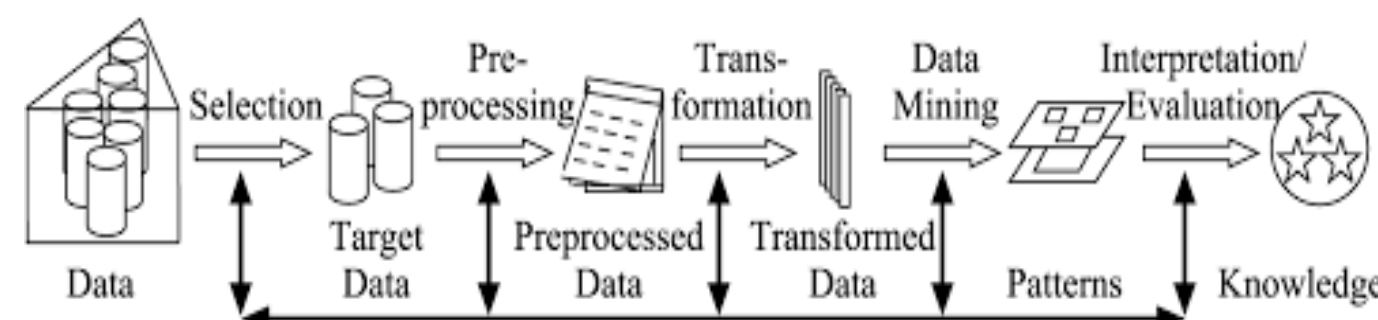 Selection
Pre-
processing
Trans-
formation
Data
Mining
Interpretation/
Evaluation
Data
Target
Data
Preprocessed
Data
Transformed
Data
Patterns
Knowledge